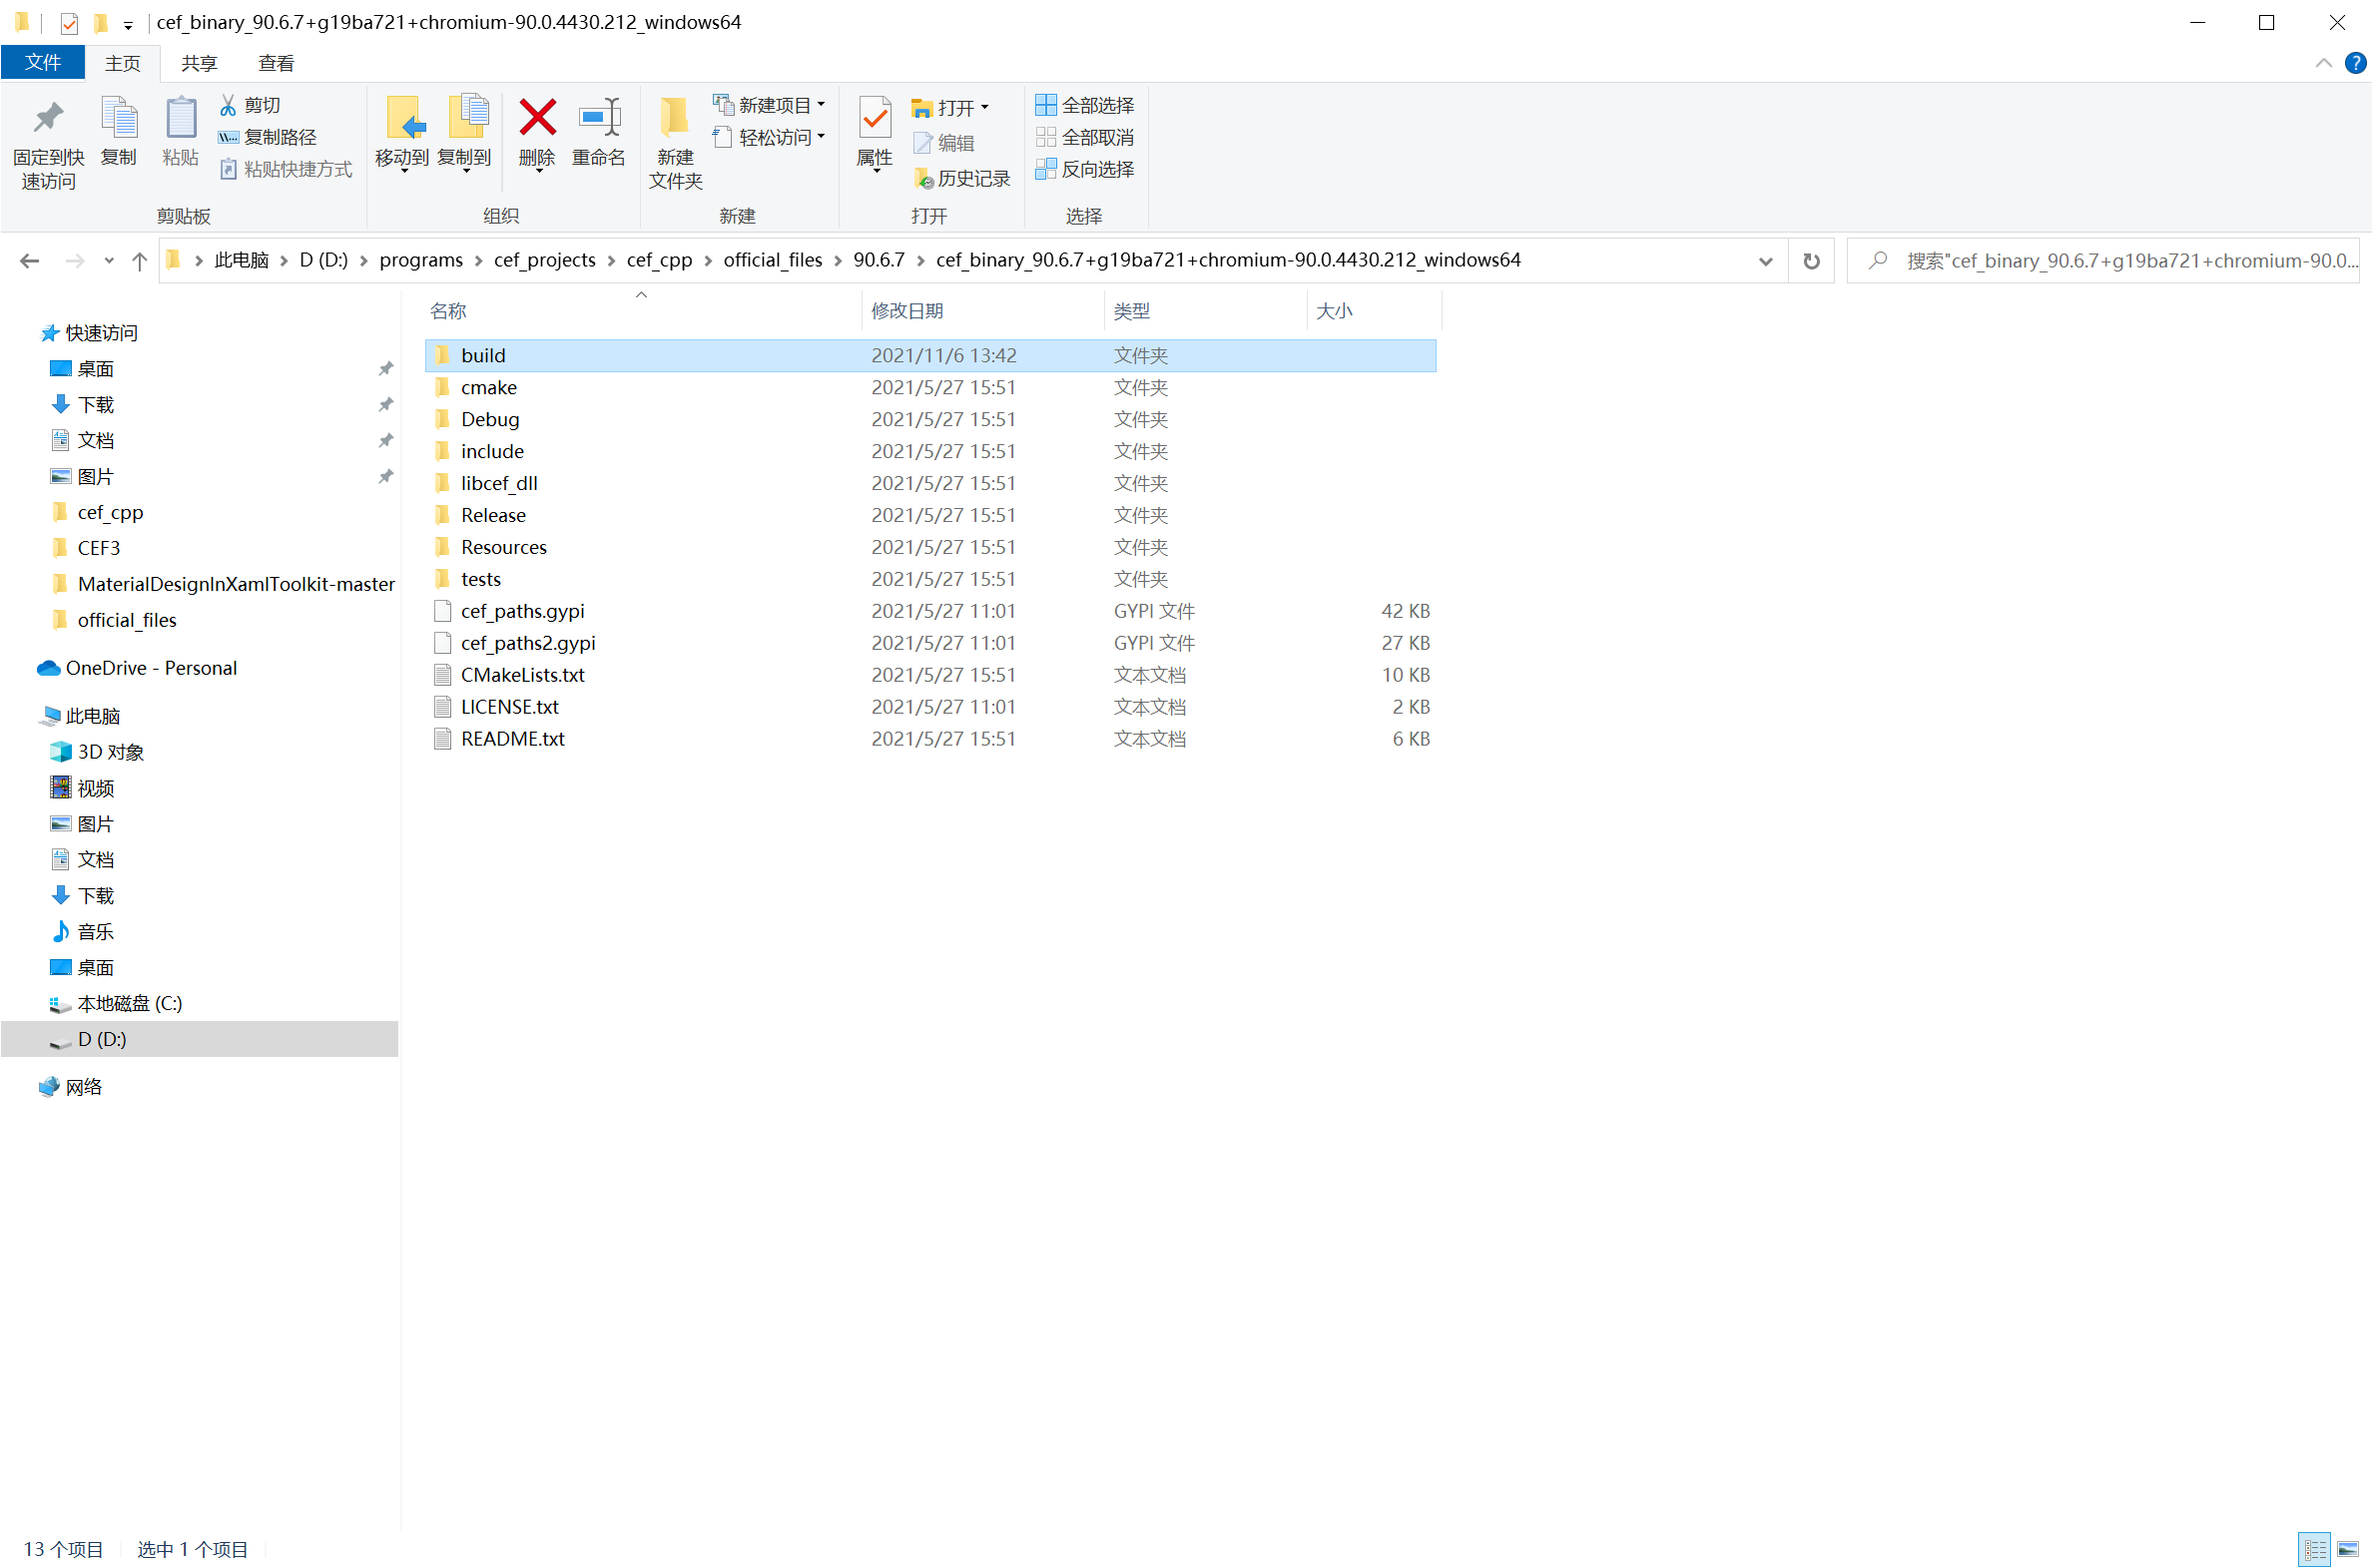 cef_binary_90.6.7+g19ba721+chromium-90.0.4430.212_windows64
文件 主页 共享 查看
固定到快速访问 复制 粘贴 剪切 复制路径 粘贴快捷方式
移动到 复制到 删除 重命名
新建文件夹 新建项目 轻松访问
属性 打开 编辑 历史记录
全部选择 全部取消 反向选择
剪贴板 组织 新建 打开 选择
此电脑 D (D:) programs cef_projects cef_cpp official_files 90.6.7 cef_binary_90.6.7+g19ba721+chromium-90.0.4430.212_windows64
搜索"cef_binary_90.6.7+g19ba721+chromium-90.0...
快速访问
桌面
下载
文档
图片
cef_cpp
CEF3
MaterialDesignInXamlToolkit-master
official_files
OneDrive - Personal
此电脑
3D 对象
视频
图片
文档
下载
音乐
桌面
本地磁盘 (C:)
D (D:)
网络
名称 修改日期 类型 大小
build 2021/11/6 13:42 文件夹
cmake 2021/5/27 15:51 文件夹
Debug 2021/5/27 15:51 文件夹
include 2021/5/27 15:51 文件夹
libcef_dll 2021/5/27 15:51 文件夹
Release 2021/5/27 15:51 文件夹
Resources 2021/5/27 15:51 文件夹
tests 2021/5/27 15:51 文件夹
cef_paths.gypi 2021/5/27 11:01 GYPI 文件 42 KB
cef_paths2.gypi 2021/5/27 11:01 GYPI 文件 27 KB
CMakeLists.txt 2021/5/27 15:51 文本文档 10 KB
LICENSE.txt 2021/5/27 11:01 文本文档 2 KB
README.txt 2021/5/27 15:51 文本文档 6 KB
13 个项目 选中 1 个项目